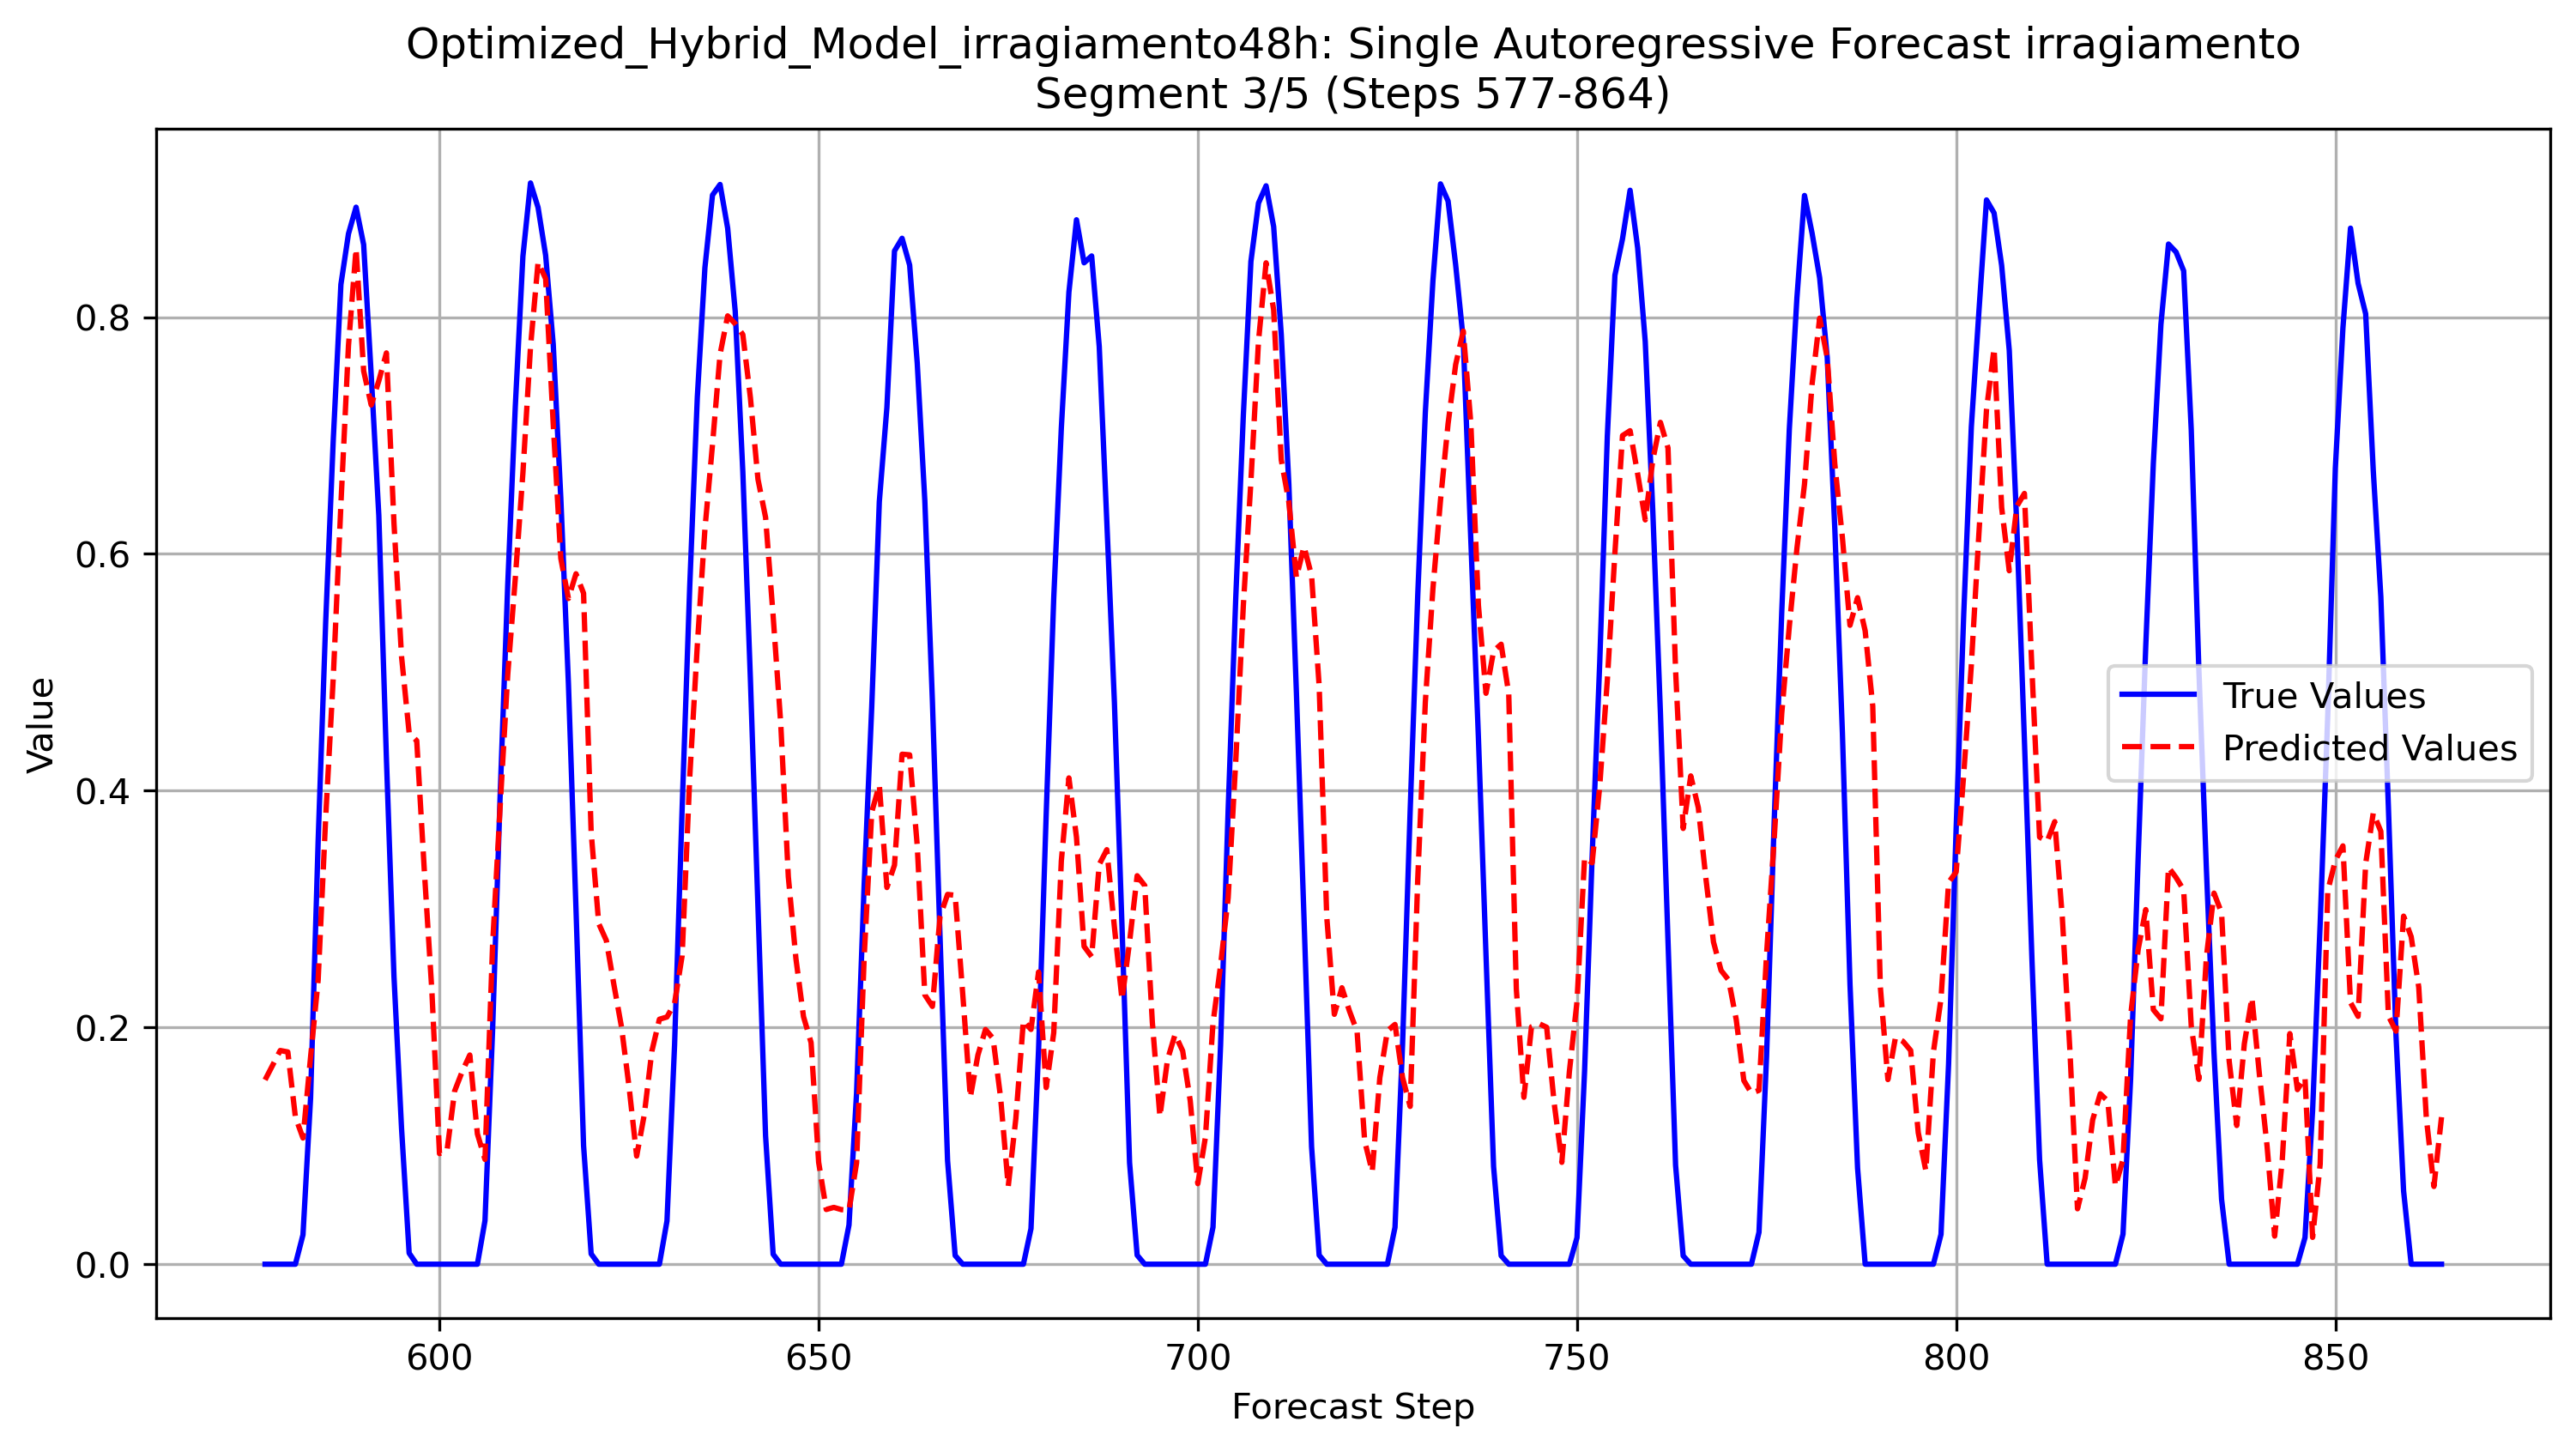 Optimized_Hybrid_Model_irragiamento48h: Single Autoregressive Forecast irragiamento
Segment 3/5 (Steps 577-864)
Value
0.8
0.6
0.4
0.2
0.0
True Values
Predicted Values
600 650 700 750 800 850
Forecast Step